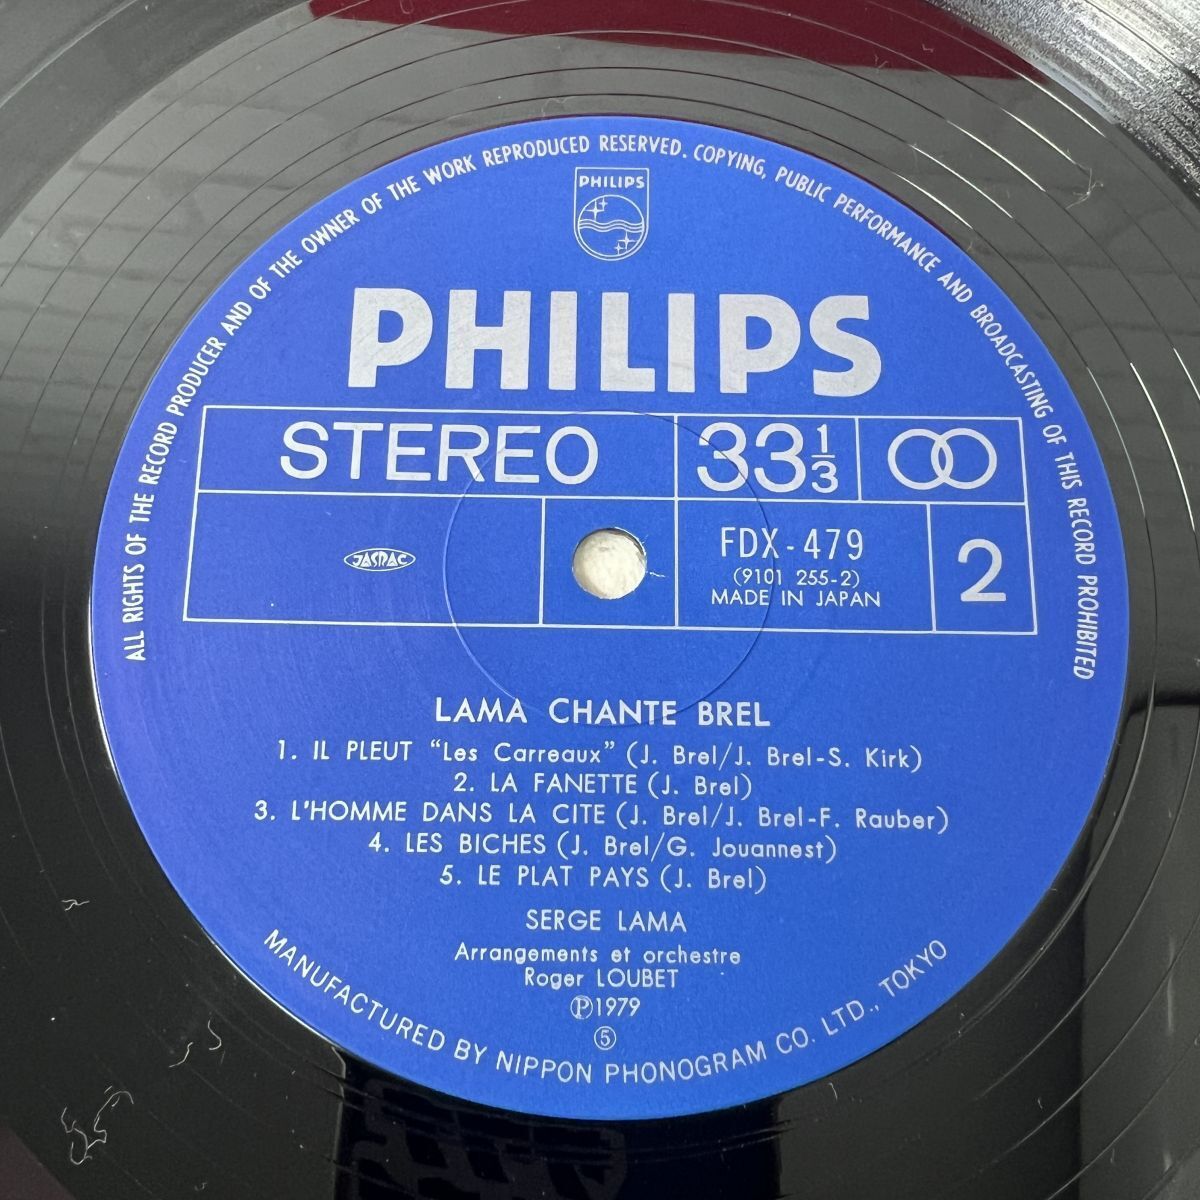 ALL RIGHTS OF THE RECORD PRODUCER AND OF THE OWNER OF THE WORK REPRODUCED RESERVED. COPYING, PUBLIC PERFORMANCE AND BROADCASTING OF THIS RECORD PROHIBITED
PHILIPS
PHILIPS
STEREO 33 1/3
JASRAC
FDX-479
(9101 255-2)
MADE IN JAPAN
2
LAMA CHANTE BREL
1. IL PLEUT “Les Carreaux” (J. Brel/J. Brel-S. Kirk)
2. LA FANETTE (J. Brel)
3. L'HOMME DANS LA CITE (J. Brel/J. Brel-F. Rauber)
4. LES BICHES (J. Brel/G. Jouannest)
5. LE PLAT PAYS (J. Brel)
SERGE LAMA
Arrangements et orchestre
Roger LOUBET
Ⓟ1979
⑤
MANUFACTURED BY NIPPON PHONOGRAM CO. LTD., TOKYO